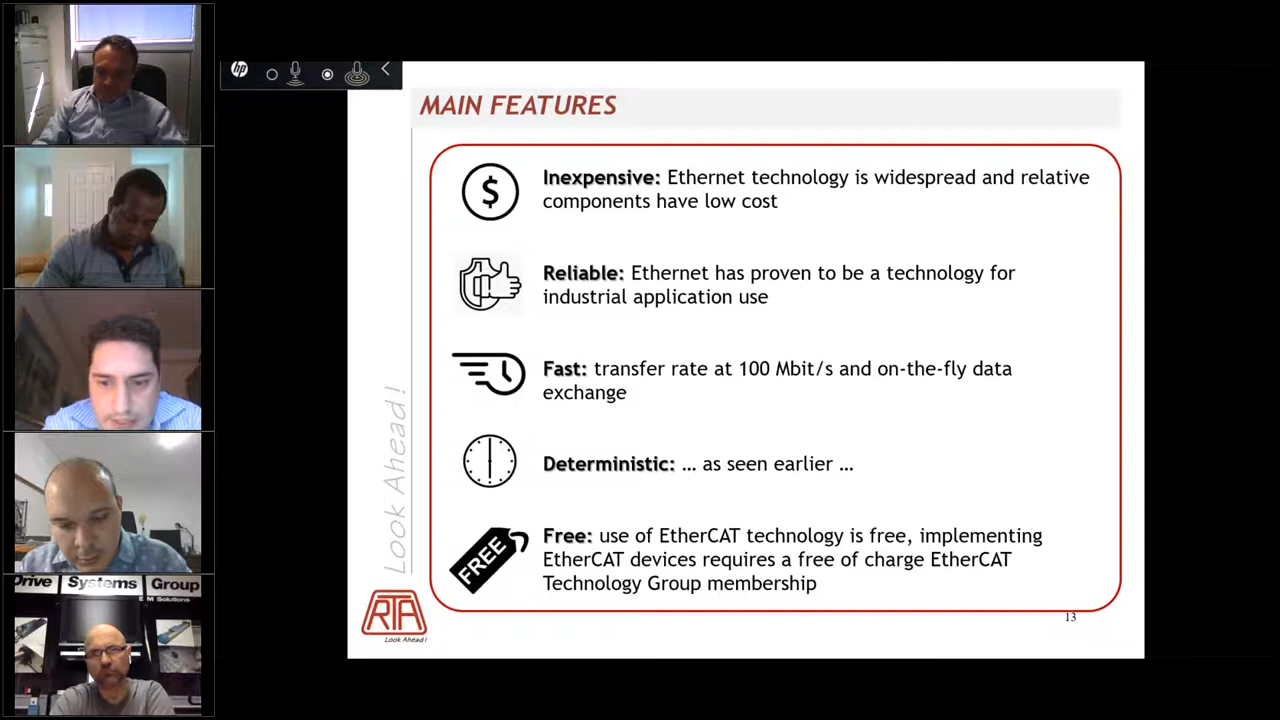 hp
MAIN FEATURES
$
Inexpensive: Ethernet technology is widespread and relative
components have low cost
Reliable: Ethernet has proven to be a technology for
industrial application use
Fast: transfer rate at 100 Mbit/s and on-the-fly data
exchange
Deterministic: … as seen earlier …
FREE
Free: use of EtherCAT technology is free, implementing
EtherCAT devices requires a free of charge EtherCAT
Technology Group membership
Look Ahead!
RTA
Look Ahead!
13
Drive Systems Group
E M Solutions